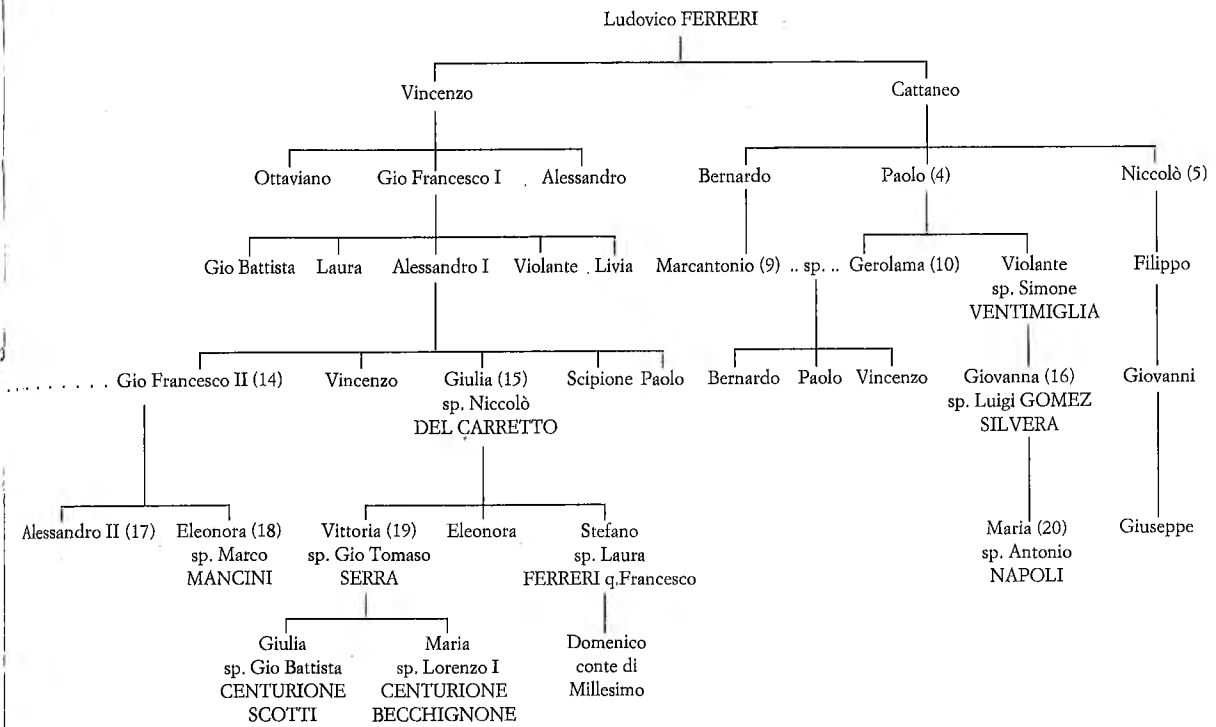 Ludovico FERRERI
Vincenzo Cattaneo
Ottaviano Gio Francesco I Alessandro Bernardo Paolo (4) Niccolò (5)
Gio Battista Laura Alessandro I Violante Livia Marcantonio (9) .. sp. .. Gerolama (10) Violante Filippo
sp. Simone
VENTIMIGLIA
. . . . . . . . Gio Francesco II (14) Vincenzo Giulia (15) Scipione Paolo Bernardo Paolo Vincenzo Giovanna (16) Giovanni
sp. Niccolò sp. Luigi GOMEZ
DEL CARRETTO SILVERA
Alessandro II (17) Eleonora (18) Vittoria (19) Eleonora Stefano Maria (20) Giuseppe
sp. Marco sp. Gio Tomaso sp. Laura sp. Antonio
MANCINI SERRA FERRERI q.Francesco NAPOLI
Giulia Maria Domenico
sp. Gio Battista sp. Lorenzo I conte di
CENTURIONE CENTURIONE Millesimo
SCOTTI BECCHIGNONE